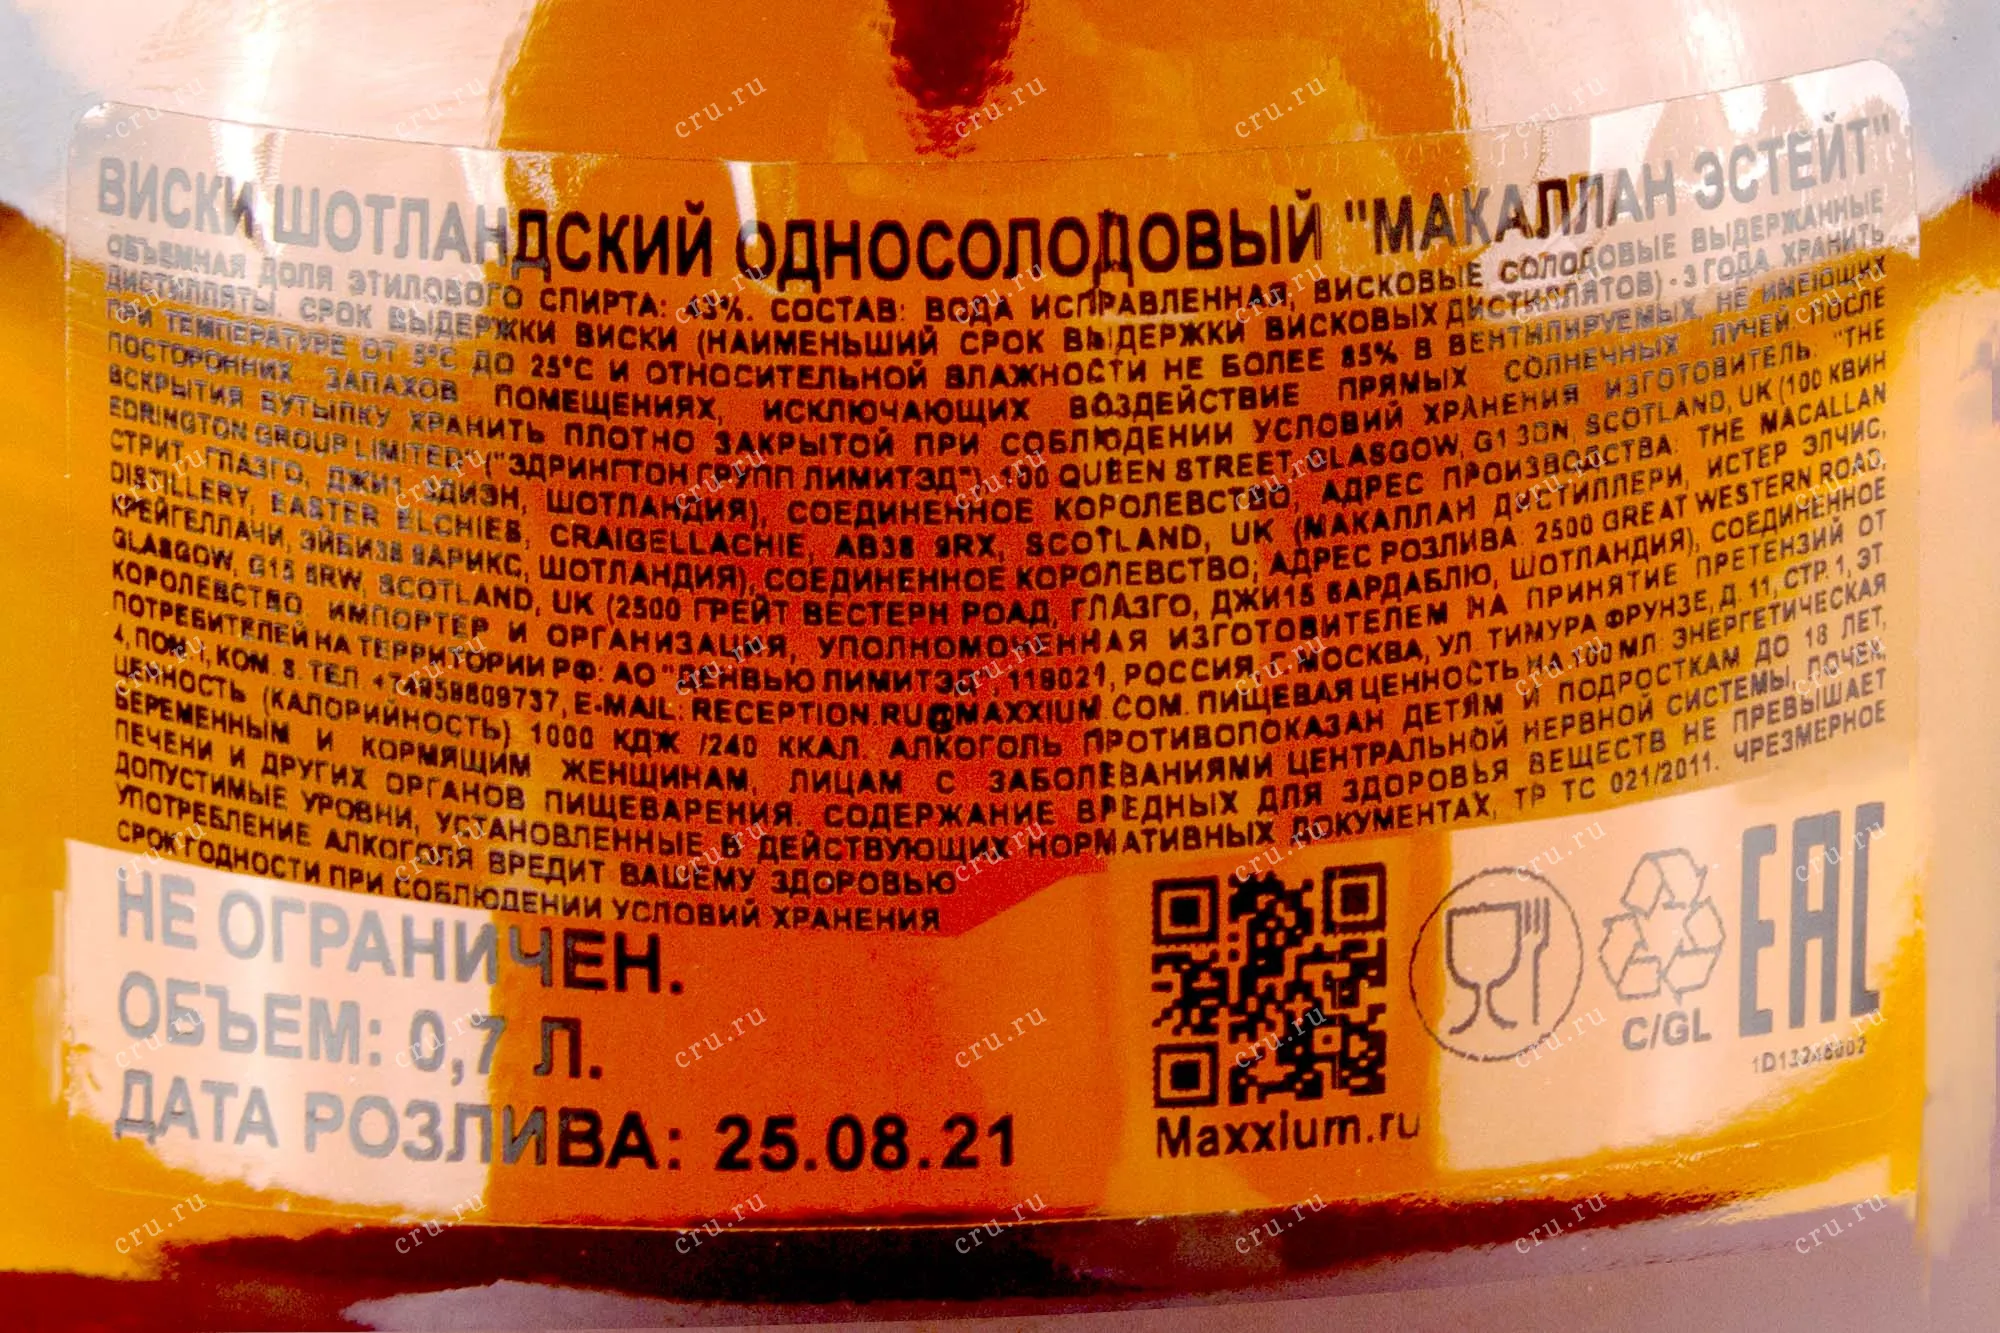 ВИСКИ ШОТЛАНДСКИЙ ОДНОСОЛОДОВЫЙ "МАКАЛЛАН ЭСТЕЙТ"
ОБЪЕМНАЯ ДОЛЯ ЭТИЛОВОГО СПИРТА: 43%. СОСТАВ: ВОДА ИСПРАВЛЕННАЯ, ВИСКОВЫЕ СОЛОДОВЫЕ ВЫДЕРЖАННЫЕ
ДИСТИЛЛЯТЫ. СРОК ВЫДЕРЖКИ ВИСКИ (НАИМЕНЬШИЙ СРОК ВЫДЕРЖКИ ВИСКОВЫХ ДИСТИЛЛЯТОВ) - 3 ГОДА. ХРАНИТЬ
ПРИ ТЕМПЕРАТУРЕ ОТ 5°С ДО 25°С И ОТНОСИТЕЛЬНОЙ ВЛАЖНОСТИ НЕ БОЛЕЕ 85% В ВЕНТИЛИРУЕМЫХ, НЕ ИМЕЮЩИХ
ПОСТОРОННИХ ЗАПАХОВ ПОМЕЩЕНИЯХ, ИСКЛЮЧАЮЩИХ ВОЗДЕЙСТВИЕ ПРЯМЫХ СОЛНЕЧНЫХ ЛУЧЕЙ. ПОСЛЕ
ВСКРЫТИЯ БУТЫЛКУ ХРАНИТЬ ПЛОТНО ЗАКРЫТОЙ ПРИ СОБЛЮДЕНИИ УСЛОВИЙ ХРАНЕНИЯ. ИЗГОТОВИТЕЛЬ: "THE
EDRINGTON GROUP LIMITED" ("ЭДРИНГТОН ГРУПП ЛИМИТЭД"), 100 QUEEN STREET, GLASGOW, G1 3DN, SCOTLAND, UK (100 КВИН
СТРИТ, ГЛАЗГО, ДЖИ1 3ДИЭН, ШОТЛАНДИЯ), СОЕДИНЕННОЕ КОРОЛЕВСТВО. АДРЕС ПРОИЗВОДСТВА: THE MACALLAN
DISTILLERY, EASTER ELCHIES, CRAIGELLACHIE, AB38 9RX, SCOTLAND, UK (МАКАЛЛАН ДИСТИЛЛЕРИ, ИСТЕР ЭЛЧИС,
КРЕЙГЕЛЛАЧИ, ЭЙБИ38 9АРИКС, ШОТЛАНДИЯ), СОЕДИНЕННОЕ КОРОЛЕВСТВО; АДРЕС РОЗЛИВА: 2500 GREAT WESTERN ROAD,
GLASGOW, G15 6RW, SCOTLAND, UK (2500 ГРЕЙТ ВЕСТЕРН РОАД, ГЛАЗГО, ДЖИ15 6АРДАБЛЮ, ШОТЛАНДИЯ), СОЕДИНЕННОЕ
КОРОЛЕВСТВО. ИМПОРТЕР И ОРГАНИЗАЦИЯ, УПОЛНОМОЧЕННАЯ ИЗГОТОВИТЕЛЕМ НА ПРИНЯТИЕ ПРЕТЕНЗИЙ ОТ
ПОТРЕБИТЕЛЕЙ НА ТЕРРИТОРИИ РФ: АО "ДЕНВЬЮ ЛИМИТЭД", 119021, РОССИЯ, Г. МОСКВА, УЛ. ТИМУРА ФРУНЗЕ, Д. 11, СТР. 1, ЭТ.
4, ПОМ. I, КОМ. 8. ТЕЛ. +74959809737, E-MAIL: RECEPTION.RU@MAXXIUM.COM. ПИЩЕВАЯ ЦЕННОСТЬ НА 100 МЛ: ЭНЕРГЕТИЧЕСКАЯ
ЦЕННОСТЬ (КАЛОРИЙНОСТЬ) 1000 КДЖ /240 ККАЛ. АЛКОГОЛЬ ПРОТИВОПОКАЗАН ДЕТЯМ И ПОДРОСТКАМ ДО 18 ЛЕТ,
БЕРЕМЕННЫМ И КОРМЯЩИМ ЖЕНЩИНАМ, ЛИЦАМ С ЗАБОЛЕВАНИЯМИ ЦЕНТРАЛЬНОЙ НЕРВНОЙ СИСТЕМЫ, ПОЧЕК,
ПЕЧЕНИ И ДРУГИХ ОРГАНОВ ПИЩЕВАРЕНИЯ. СОДЕРЖАНИЕ ВРЕДНЫХ ДЛЯ ЗДОРОВЬЯ ВЕЩЕСТВ НЕ ПРЕВЫШАЕТ
ДОПУСТИМЫЕ УРОВНИ, УСТАНОВЛЕННЫЕ В ДЕЙСТВУЮЩИХ НОРМАТИВНЫХ ДОКУМЕНТАХ, ТР ТС 021/2011. ЧРЕЗМЕРНОЕ
УПОТРЕБЛЕНИЕ АЛКОГОЛЯ ВРЕДИТ ВАШЕМУ ЗДОРОВЬЮ
СРОК ГОДНОСТИ ПРИ СОБЛЮДЕНИИ УСЛОВИЙ ХРАНЕНИЯ
НЕ ОГРАНИЧЕН.
ОБЪЕМ: 0,7 Л.
ДАТА РОЗЛИВА: 25.08.21
Maxxium.ru
C/GL
EAC
cru.ru